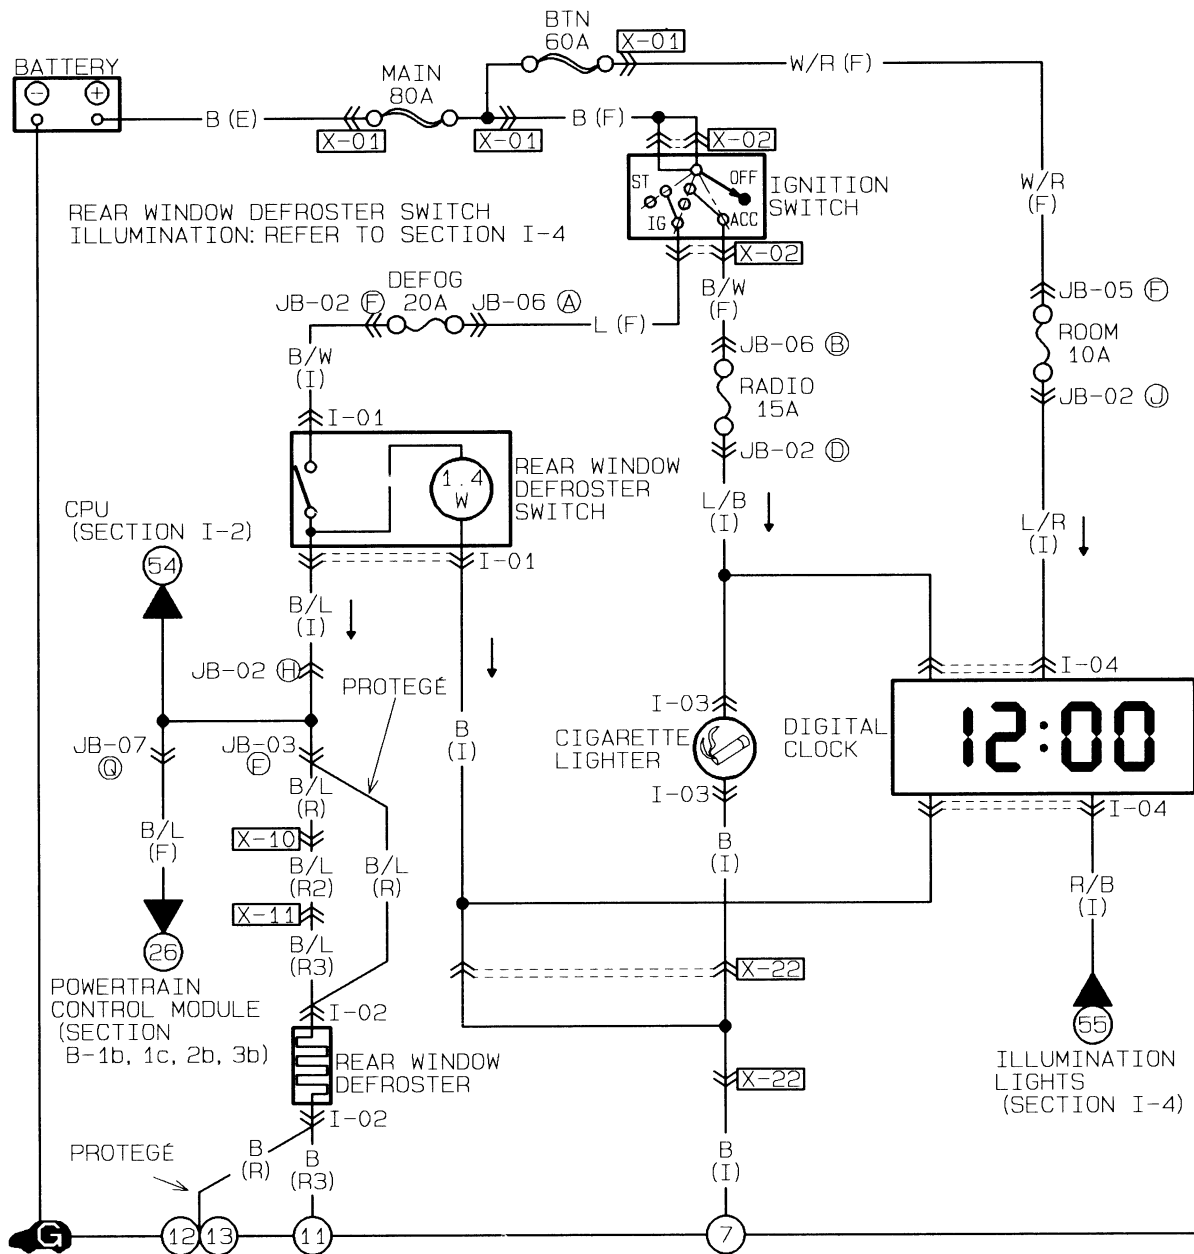 BTN
60A
X-01
BATTERY
MAIN
80A
W/R (F)
B (E)
X-01
X-01
B (F)
X-02
ST
OFF
IG
ACC
IGNITION
SWITCH
W/R
(F)
REAR WINDOW DEFROSTER SWITCH
ILLUMINATION: REFER TO SECTION I-4
X-02
DEFOG
20A
JB-02 F
JB-06 A
B/W
(F)
JB-05 F
L (F)
JB-06 B
ROOM
10A
B/W
(I)
RADIO
15A
JB-02 J
I-01
JB-02 D
1.4
W
REAR WINDOW
DEFROSTER
SWITCH
L/B
(I)
L/R
(I)
CPU
(SECTION I-2)
54
I-01
B/L
(I)
JB-02 H
PROTEGÉ
I-04
I-03
B
(I)
CIGARETTE
LIGHTER
DIGITAL
CLOCK
12:00
JB-07
Q
JB-03
F
I-03
I-04
B/L
(R)
B/L
(F)
X-10
B/L
(R2)
B/L
(R)
B
(I)
R/B
(I)
X-11
B/L
(R3)
26
X-22
POWERTRAIN
CONTROL MODULE
(SECTION
B-1b, 1c, 2b, 3b)
I-02
55
REAR WINDOW
DEFROSTER
X-22
ILLUMINATION
LIGHTS
(SECTION I-4)
I-02
PROTEGÉ
B
(R)
B
(R3)
B
(I)
G
12
13
11
7